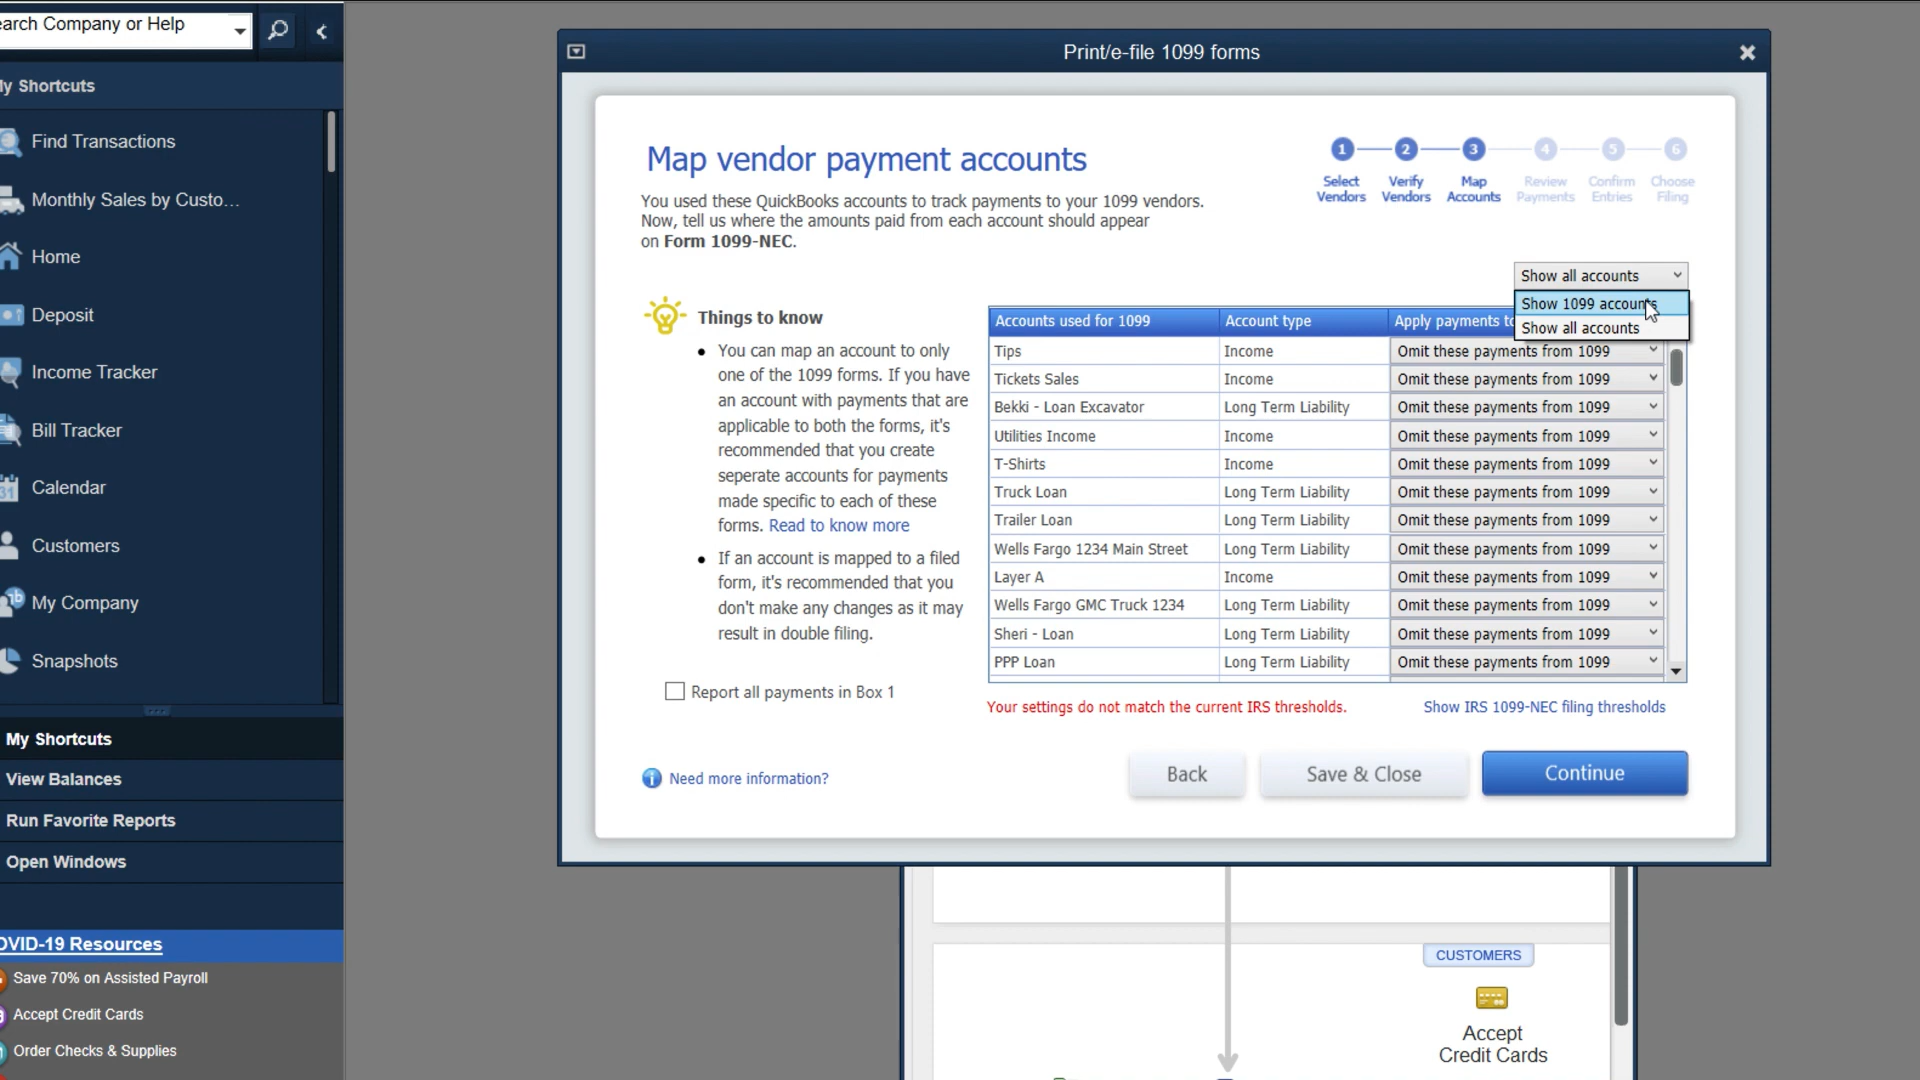 earch Company or Help
ly Shortcuts
Find Transactions
Monthly Sales by Custo...
Home
Deposit
Income Tracker
Bill Tracker
31
Calendar
Customers
My Company
Snapshots
My Shortcuts
View Balances
Run Favorite Reports
Open Windows
OVID-19 Resources
Save 70% on Assisted Payroll
Accept Credit Cards
Order Checks & Supplies
Print/e-file 1099 forms
Map vendor payment accounts
You used these QuickBooks accounts to track payments to your 1099 vendors.
Now, tell us where the amounts paid from each account should appear
on Form 1099-NEC.
1 2 3 4 5 6
Select Vendors
Verify Vendors
Map Accounts
Review Payments
Confirm Entries
Choose Filing
Show all accounts
Show 1099 accounts
Show all accounts
Things to know
You can map an account to only
one of the 1099 forms. If you have
an account with payments that are
applicable to both the forms, it's
recommended that you create
seperate accounts for payments
made specific to each of these
forms. Read to know more
If an account is mapped to a filed
form, it's recommended that you
don't make any changes as it may
result in double filing.
Report all payments in Box 1
Accounts used for 1099 Account type Apply payments to
Tips Income Omit these payments from 1099
Tickets Sales Income Omit these payments from 1099
Bekki - Loan Excavator Long Term Liability Omit these payments from 1099
Utilities Income Income Omit these payments from 1099
T-Shirts Income Omit these payments from 1099
Truck Loan Long Term Liability Omit these payments from 1099
Trailer Loan Long Term Liability Omit these payments from 1099
Wells Fargo 1234 Main Street Long Term Liability Omit these payments from 1099
Layer A Income Omit these payments from 1099
Wells Fargo GMC Truck 1234 Long Term Liability Omit these payments from 1099
Sheri - Loan Long Term Liability Omit these payments from 1099
PPP Loan Long Term Liability Omit these payments from 1099
Your settings do not match the current IRS thresholds. Show IRS 1099-NEC filing thresholds
Need more information?
Back Save & Close Continue
CUSTOMERS
Accept
Credit Cards